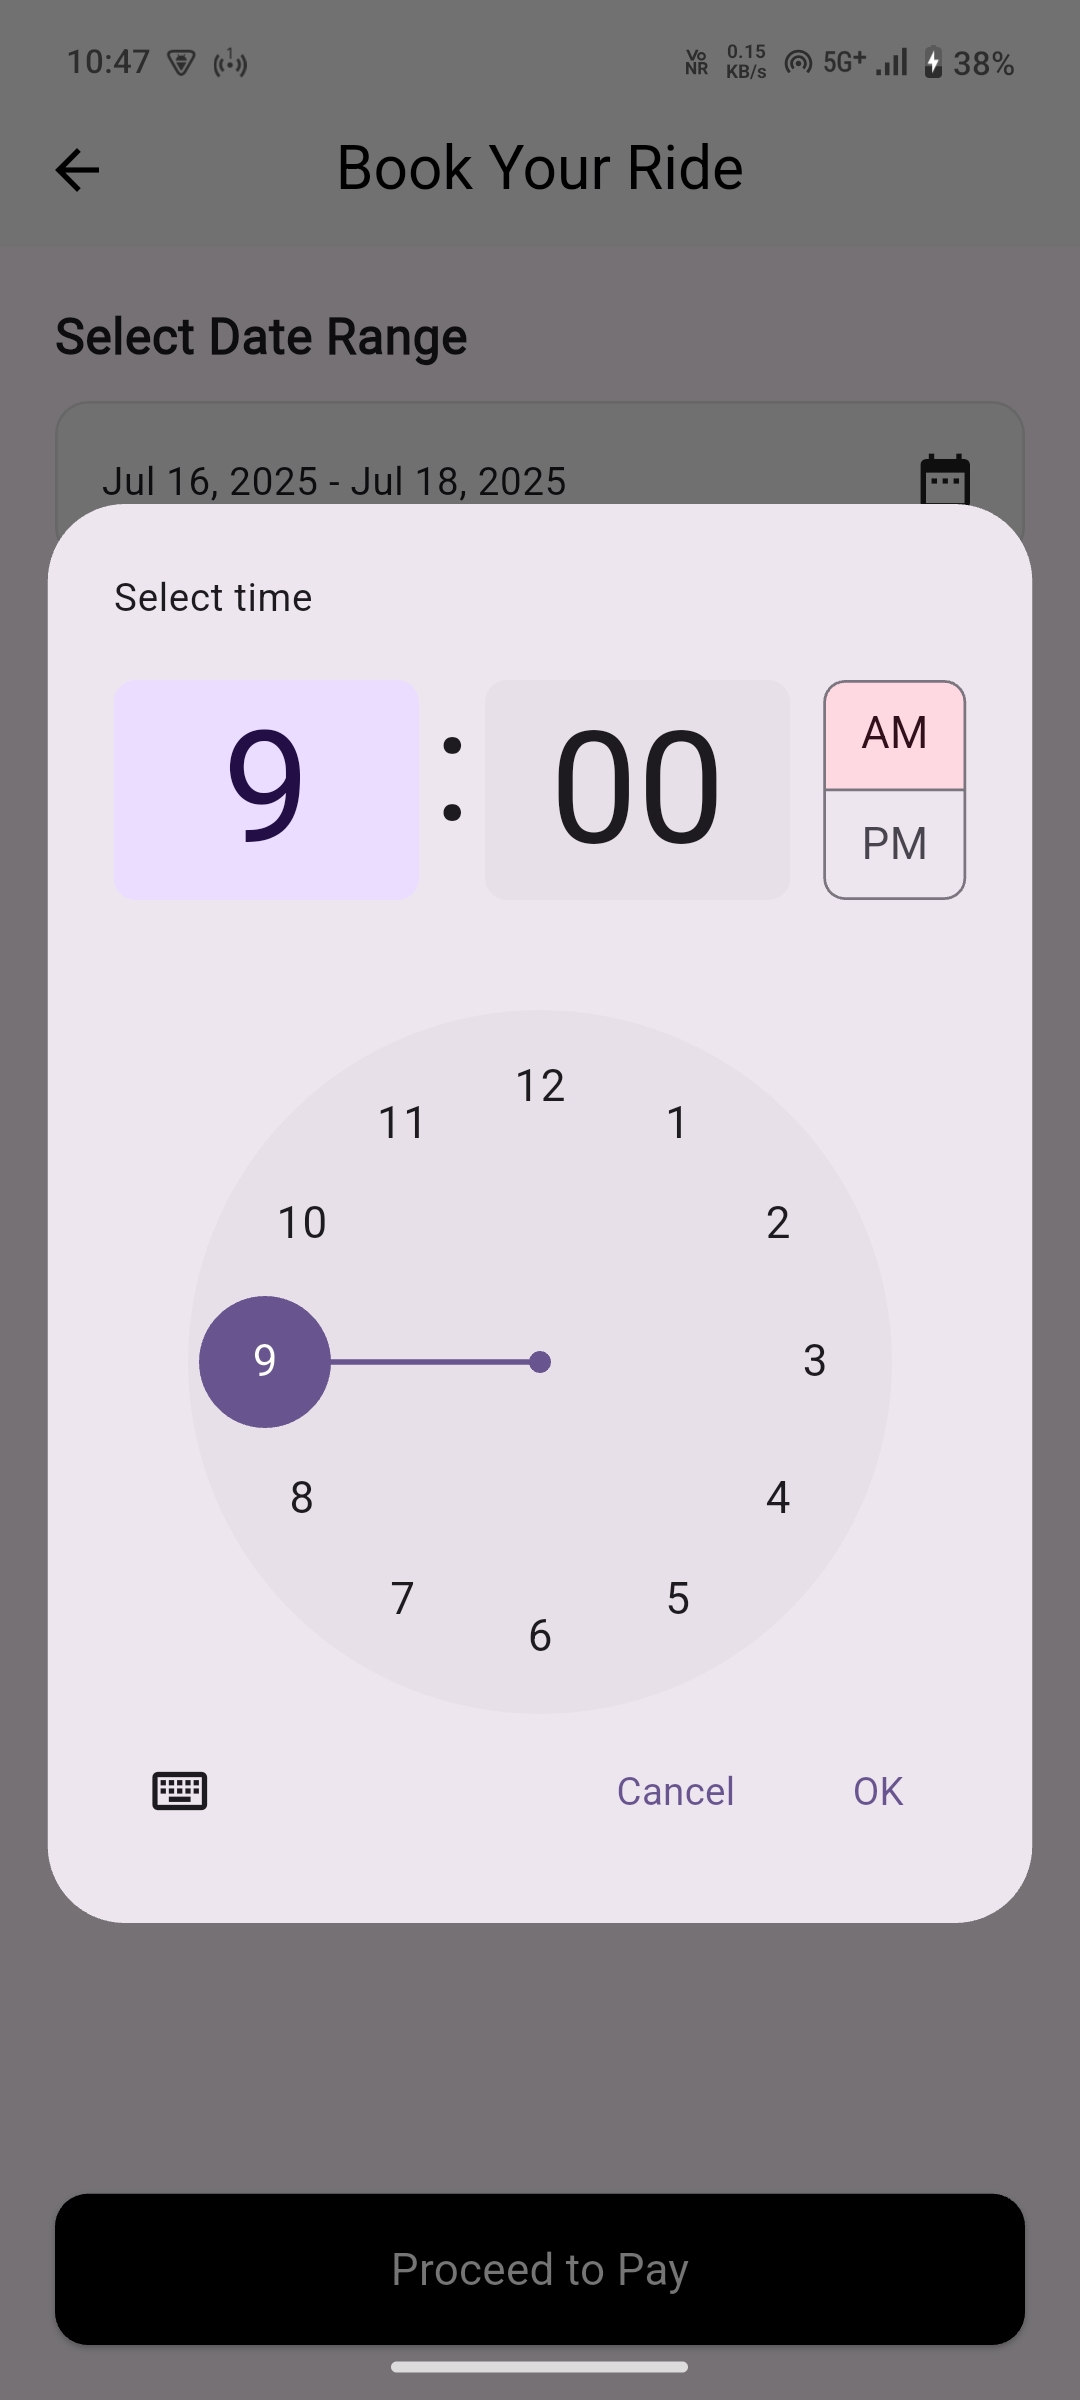 10:47 1 Vo NR 0.15 KB/s 5G+ 38%
Book Your Ride
Select Date Range
Jul 16, 2025 - Jul 18, 2025
Select time
9 : 00 AM
PM
12
11 1
10 2
9 3
8 4
7 5
6
Cancel OK
Proceed to Pay